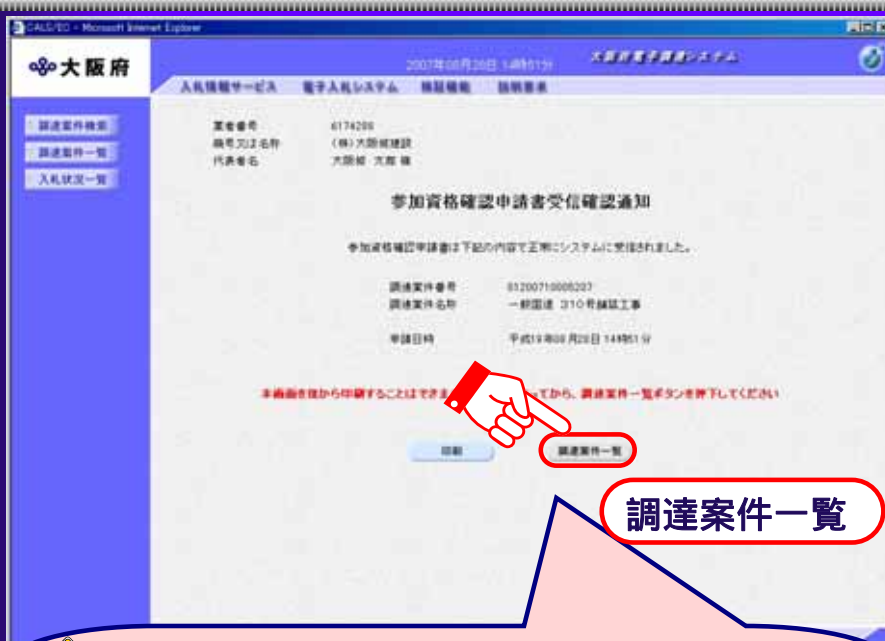 CALS/EC - Microsoft Internet Explorer
大阪府
2007年08月28日 14時51分
大阪府電子調達システム
入札情報サービス 電子入札システム 検証機能 説明要求
調達案件検索
調達案件一覧
入札状況一覧
業者番号
商号又は名称 (株)大阪城建設
代表者名 大阪城 太郎 様
参加資格確認申請書受信確認通知
参加資格確認申請書は下記の内容で正常にシステムに受信されました。
調達案件番号
調達案件名称 一般国道 310号舗装工事
申請日時 平成19年08月28日 14時51分
本画面を後から印刷することはできま ってから、調達案件一覧ボタンを押下してください
印刷
調達案件一覧
調達案件一覧